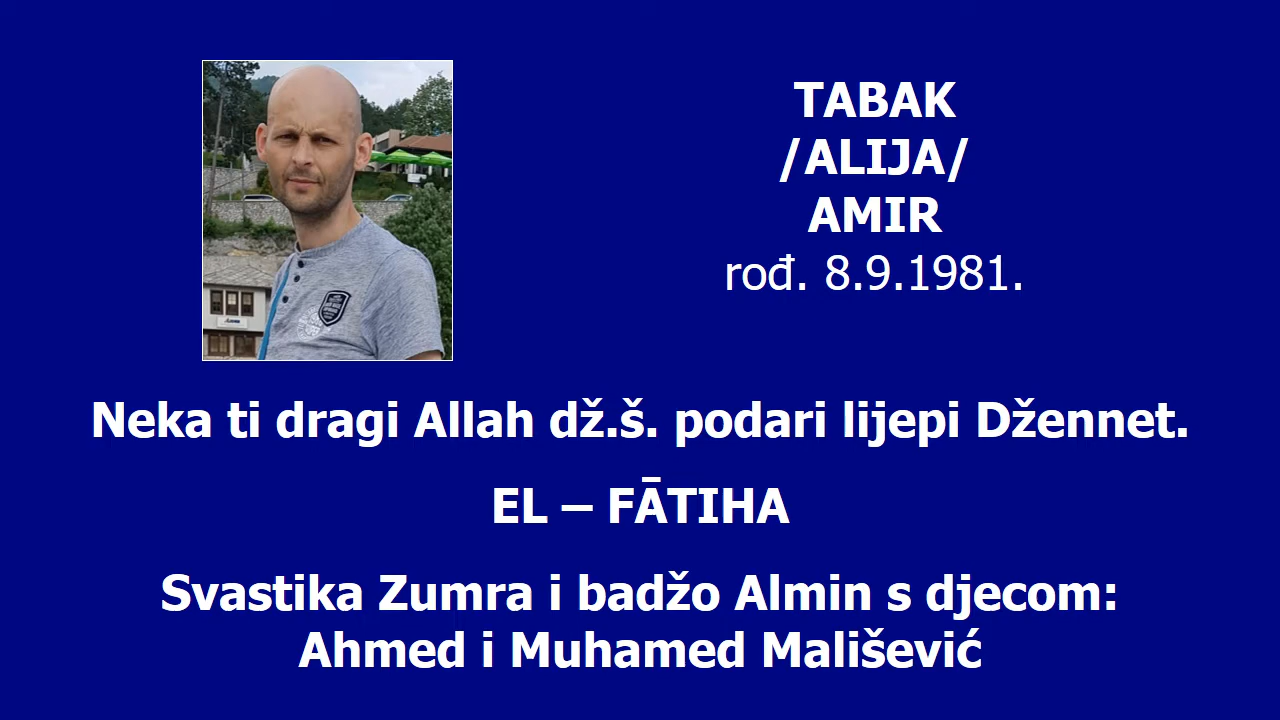 TABAK
/ALIJA/
AMIR
rođ. 8.9.1981.
Neka ti dragi Allah dž.š. podari lijepi Džennet.
EL – FĀTIHA
Svastika Zumra i badžo Almin s djecom:
Ahmed i Muhamed Mališević